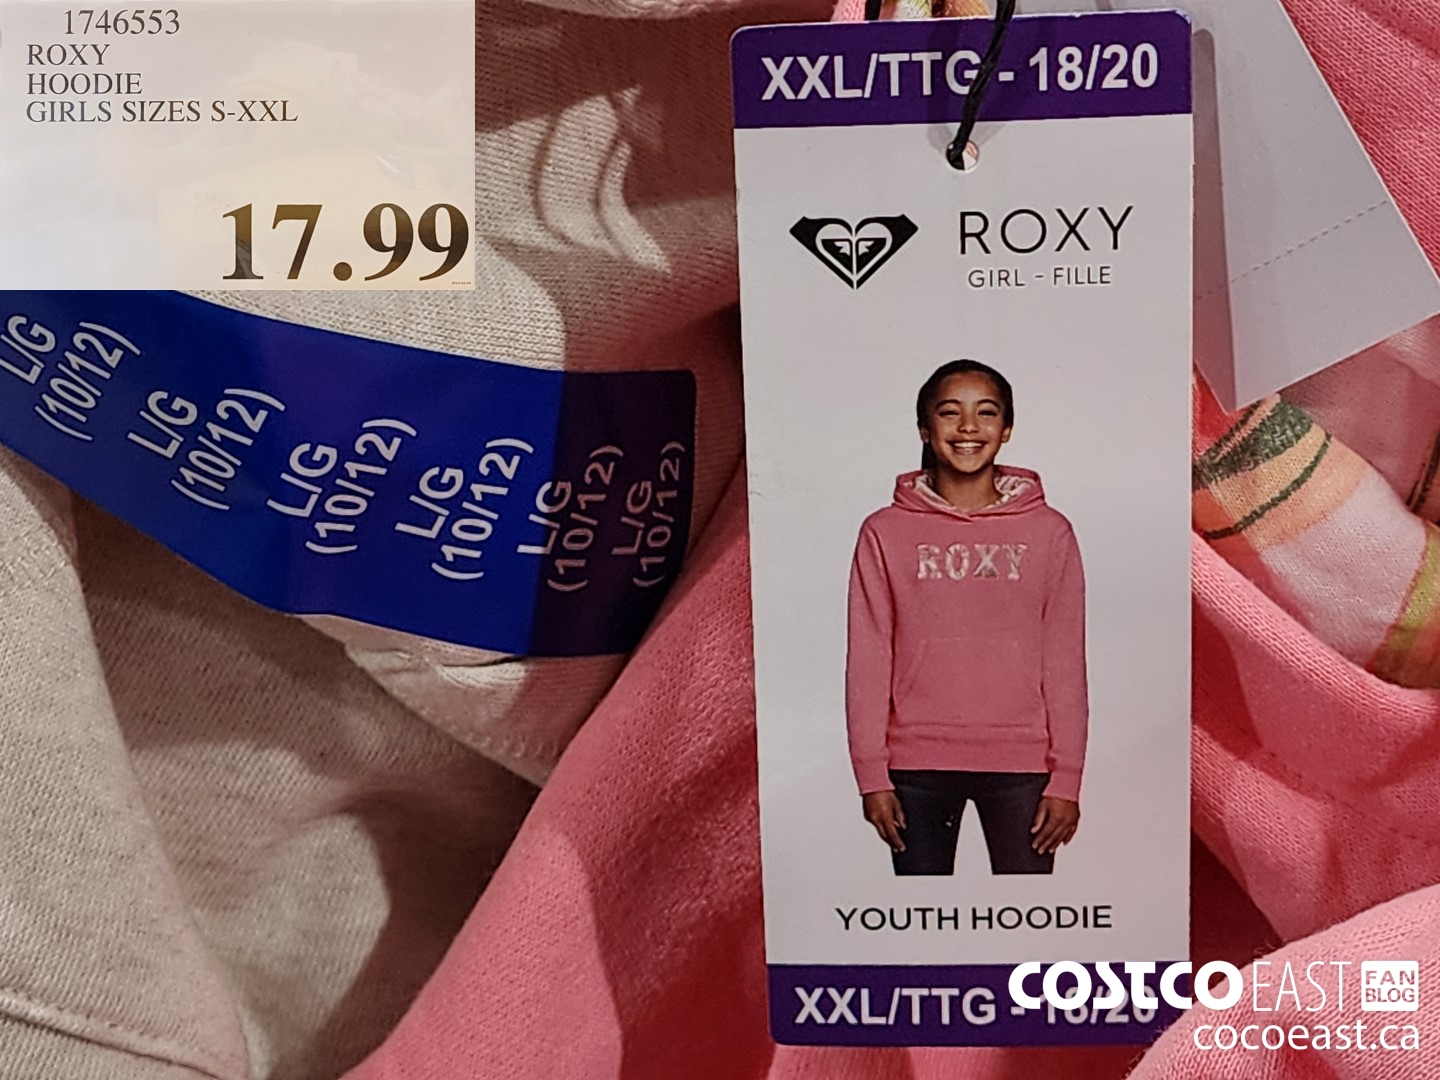 1746553
ROXY
HOODIE
GIRLS SIZES S-XXL
17.99
L/G
(10/12)
L/G
(10/12)
L/G
(10/12)
L/G
(10/12)
L/G
(10/12)
L/G
(10/12)
XXL/TTG - 18/20
ROXY
GIRL - FILLE
ROXY
YOUTH HOODIE
XXL/TTG - 18/20
COSTCO EAST FAN BLOG
cocoeast.ca